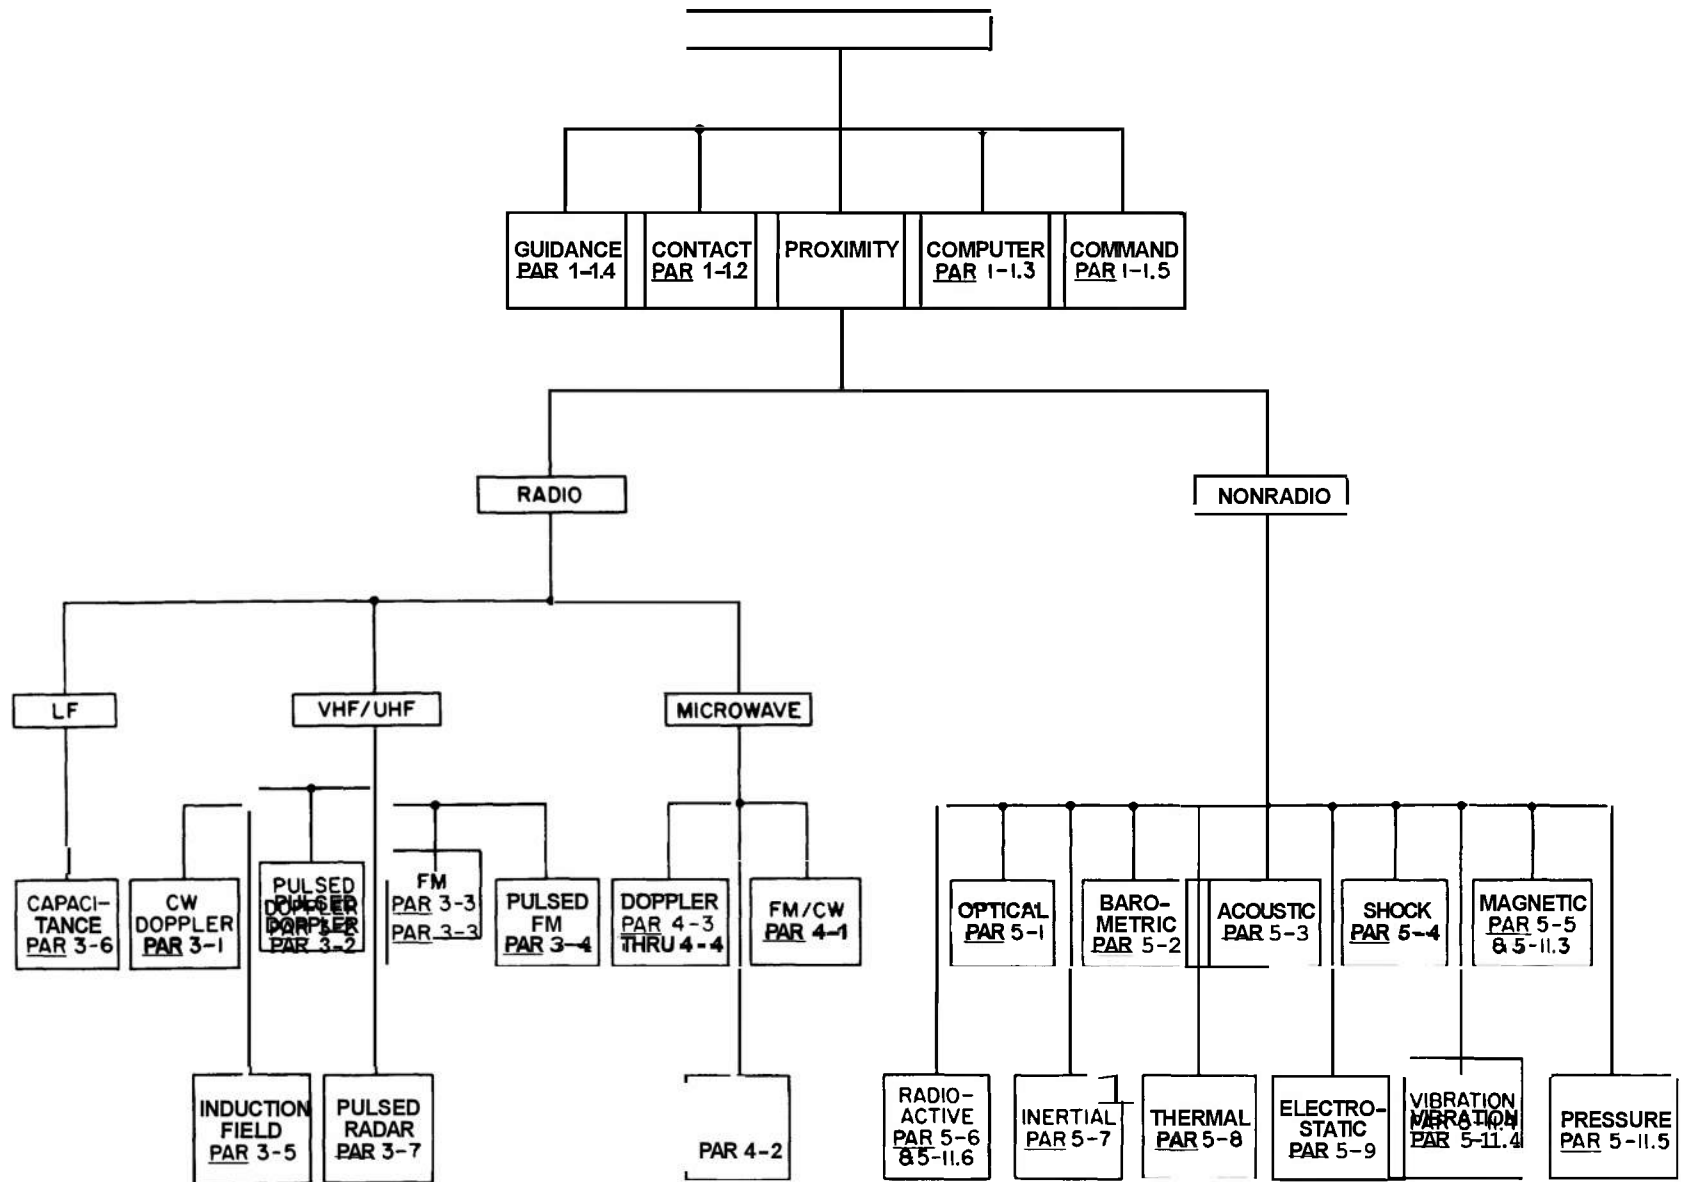 GUIDANCE
PAR 1-1.4
CONTACT
PAR 1-1.2
PROXIMITY
COMPUTER
PAR 1-1.3
COMMAND
PAR 1-1.5
RADIO
NONRADIO
LF
VHF/UHF
MICROWAVE
CAPACI-
TANCE
PAR 3-6
CW
DOPPLER
PAR 3-1
PULSED
DOPPLER
PAR 3-2
FM
PAR 3-3
PAR 3-3
PULSED
FM
PAR 3-4
DOPPLER
PAR 4-3
THRU 4-4
FM/CW
PAR 4-1
OPTICAL
PAR 5-1
BARO-
METRIC
PAR 5-2
ACOUSTIC
PAR 5-3
SHOCK
PAR 5-4
MAGNETIC
PAR 5-5
& 5-11.3
INDUCTION
FIELD
PAR 3-5
PULSED
RADAR
PAR 3-7
PAR 4-2
RADIO-
ACTIVE
PAR 5-6
& 5-11.6
INERTIAL
PAR 5-7
THERMAL
PAR 5-8
ELECTRO-
STATIC
PAR 5-9
VIBRATION
VIBRATION
PAR 5-11.4
PRESSURE
PAR 5-11.5